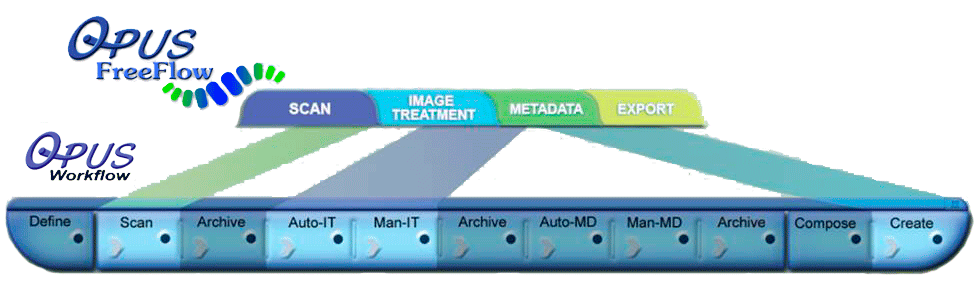 OPUS
FreeFlow
SCAN
IMAGE
TREATMENT
METADATA
EXPORT
OPUS
Workflow
Define
Scan
Archive
Auto-IT
Man-IT
Archive
Auto-MD
Man-MD
Archive
Compose
Create